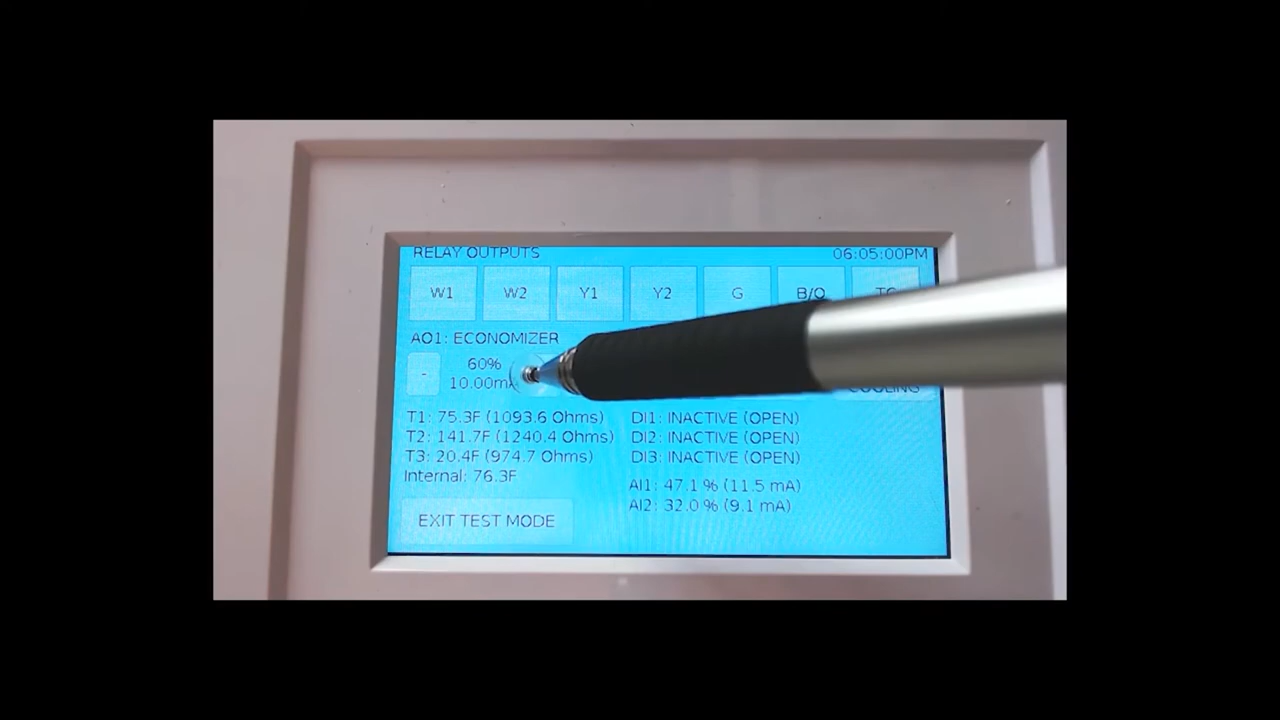 RELAY OUTPUTS 06:05:00PM
W1 W2 Y1 Y2 G B/O
AO1: ECONOMIZER
- 60%
10.00mA
COOLING
T1: 75.3F (1093.6 Ohms) DI1: INACTIVE (OPEN)
T2: 141.7F (1240.4 Ohms) DI2: INACTIVE (OPEN)
T3: 20.4F (974.7 Ohms) DI3: INACTIVE (OPEN)
Internal: 76.3F
AI1: 47.1 % (11.5 mA)
AI2: 32.0 % (9.1 mA)
EXIT TEST MODE